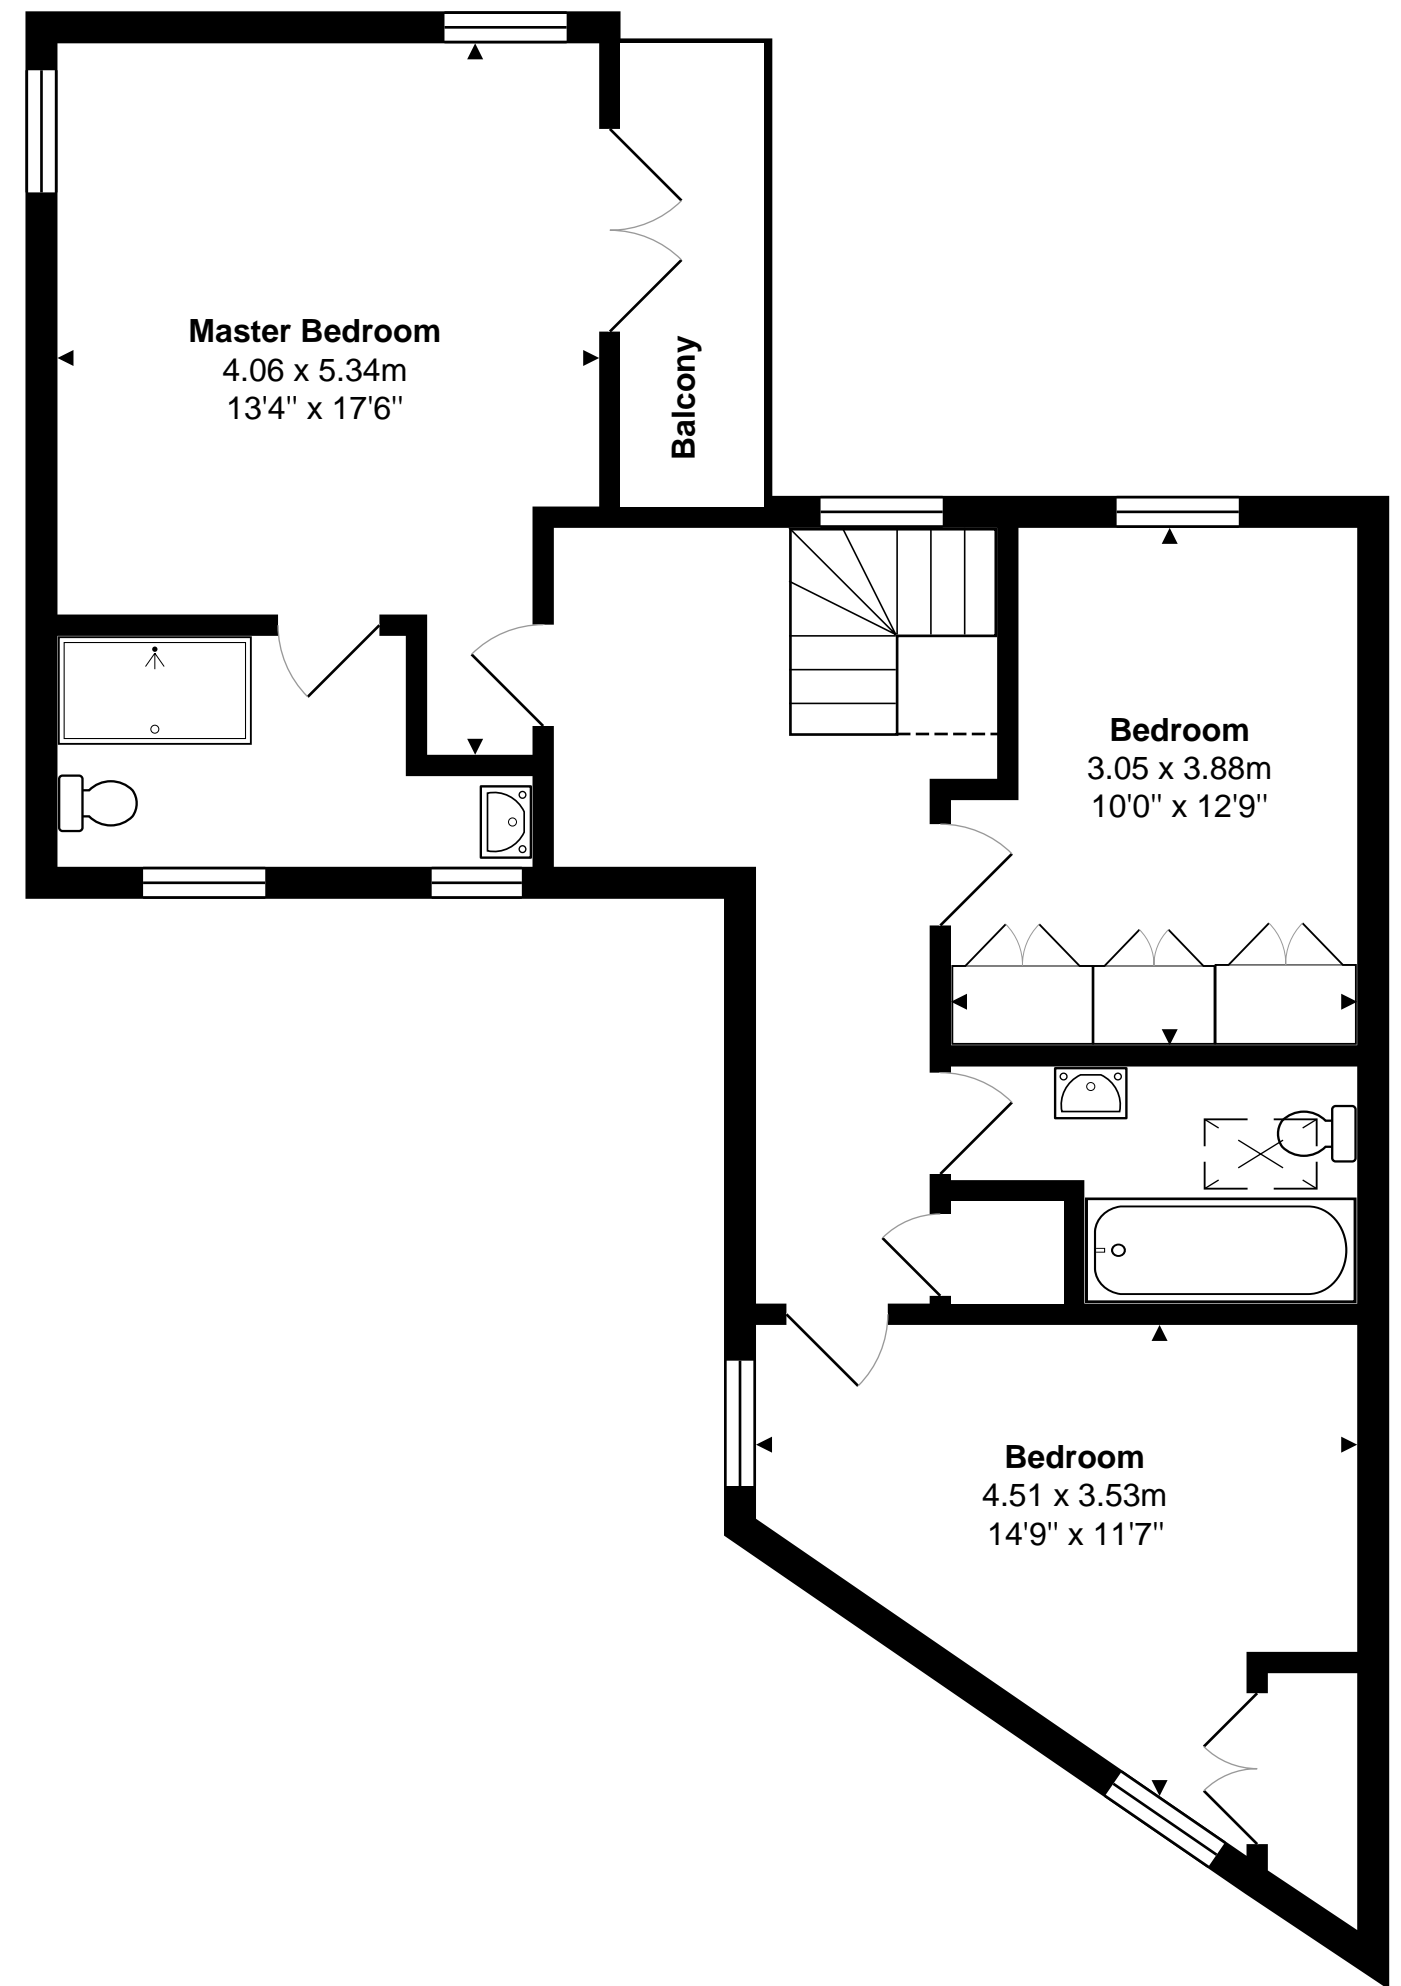 Master Bedroom
4.06 x 5.34m
13'4" x 17'6"
Balcony
Bedroom
3.05 x 3.88m
10'0" x 12'9"
Bedroom
4.51 x 3.53m
14'9" x 11'7"